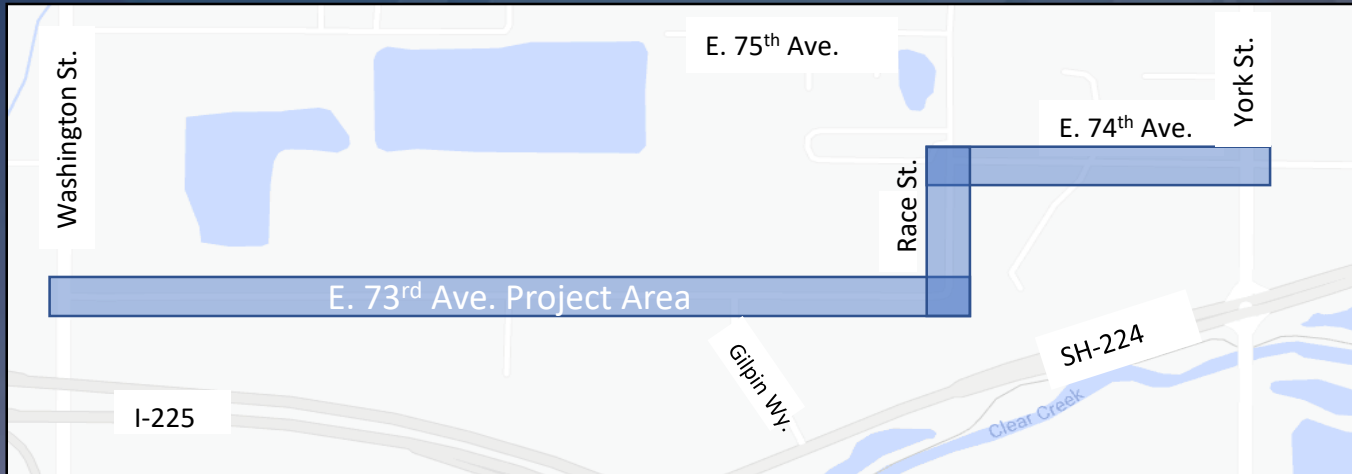 E. 75th Ave.
Washington St.
York St.
E. 74th Ave.
Race St.
E. 73rd Ave. Project Area
Gilpin Wy.
SH-224
I-225
Clear Creek